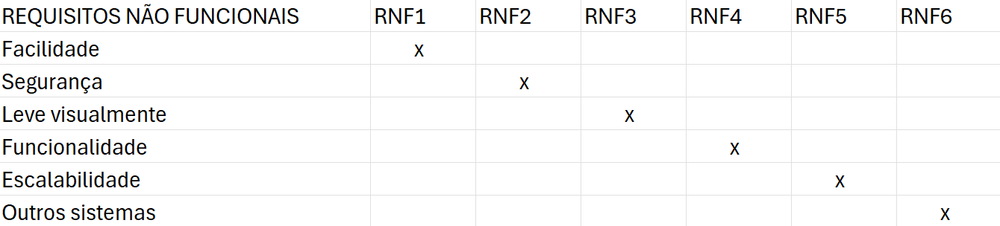 REQUISITOS NÃO FUNCIONAIS RNF1 RNF2 RNF3 RNF4 RNF5 RNF6
Facilidade x
Segurança x
Leve visualmente x
Funcionalidade x
Escalabilidade x
Outros sistemas x